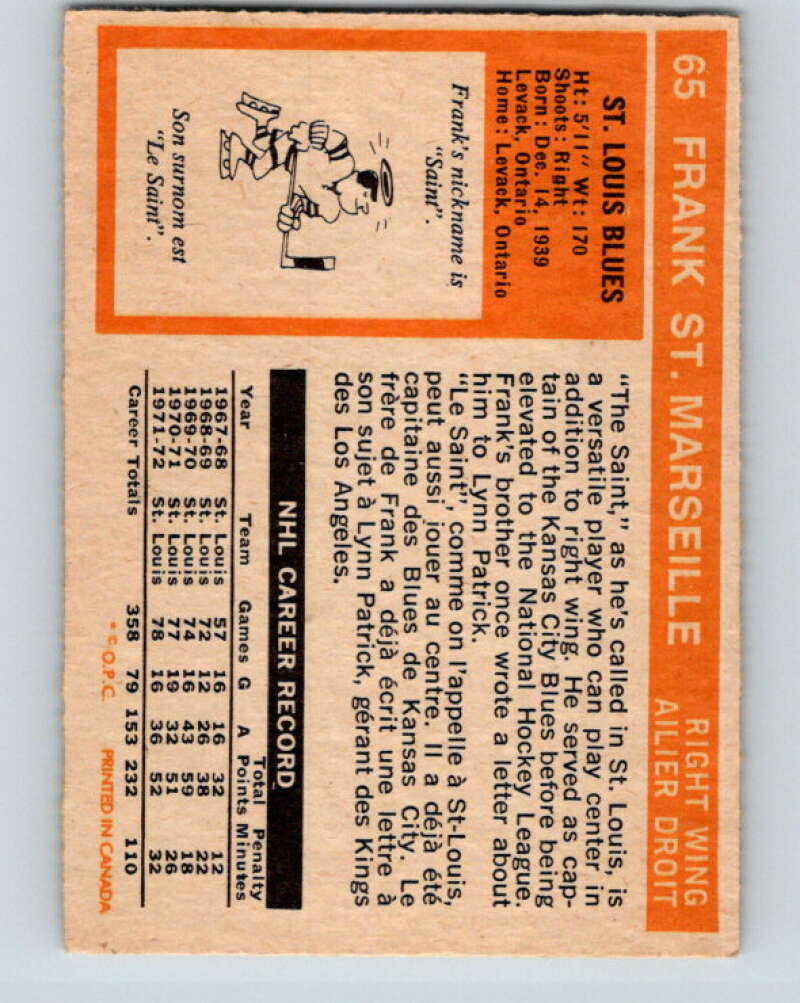 65 FRANK ST. MARSEILLE
RIGHT WING
AILIER DROIT
ST. LOUIS BLUES
Ht: 5'11" Wt: 170
Shoots: Right
Born: Dec. 14, 1939
Levack, Ontario
Home: Levack, Ontario
Frank's nickname is
"Saint".
Son surnom est
"Le Saint".
"The Saint," as he's called in St. Louis, is
a versatile player who can play center in
addition to right wing. He served as cap-
tain of the Kansas City Blues before being
elevated to the National Hockey League.
Frank's brother once wrote a letter about
him to Lynn Patrick.
"Le Saint", comme on l'appelle à St-Louis,
peut aussi jouer au centre. Il a déjà été
capitaine des Blues de Kansas City. Le
frère de Frank a déjà écrit une lettre à
son sujet à Lynn Patrick, gérant des Kings
des Los Angeles.
NHL CAREER RECORD
Total Penalty
Year Team Games G A Points Minutes
1967-68 St. Louis 57 16 16 32 12
1968-69 St. Louis 72 12 26 38 22
1969-70 St. Louis 74 16 43 59 18
1970-71 St. Louis 77 19 32 51 26
1971-72 St. Louis 78 16 36 52 32
Career Totals 358 79 153 232 110
* © O.P.C. PRINTED IN CANADA